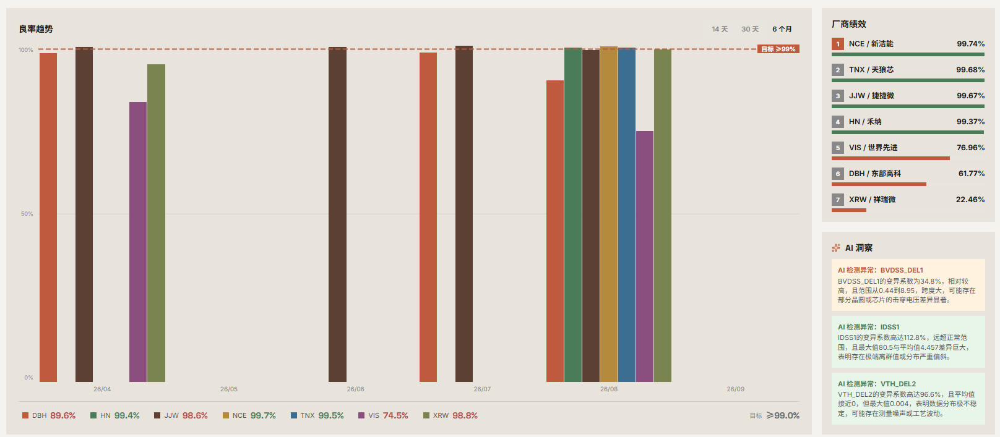 良率趋势
14 天
30 天
6 个月
100%
目标 ≥99%
50%
0%
26/04
26/05
26/06
26/07
26/08
26/09
DBH 89.6%
HN 99.4%
JJW 98.6%
NCE 99.7%
TNX 99.5%
VIS 74.5%
XRW 98.8%
目标 ≥99.0%
厂商绩效
1 NCE / 新洁能 99.74%
2 TNX / 天狼芯 99.68%
3 JJW / 捷捷微 99.67%
4 HN / 禾纳 99.37%
5 VIS / 世界先进 76.96%
6 DBH / 东部高科 61.77%
7 XRW / 祥瑞微 22.46%
AI 洞察
AI 检测异常：BVDSS_DEL1
BVDSS_DEL1的变异系数为34.8%，相对较
高，且范围从0.44到8.95，跨度大，可能存在
部分晶圆或芯片的击穿电压差异显著。
AI 检测异常：IDSS1
IDSS1的变异系数高达112.8%，远超正常范
围，且最大值80.5与平均值4.457差异巨大，
表明存在极端离群值或分布严重偏斜。
AI 检测异常：VTH_DEL2
VTH_DEL2的变异系数高达96.6%，且平均值
接近0，但最大值0.004，表明数据分布极不稳
定，可能存在测量噪声或工艺波动。